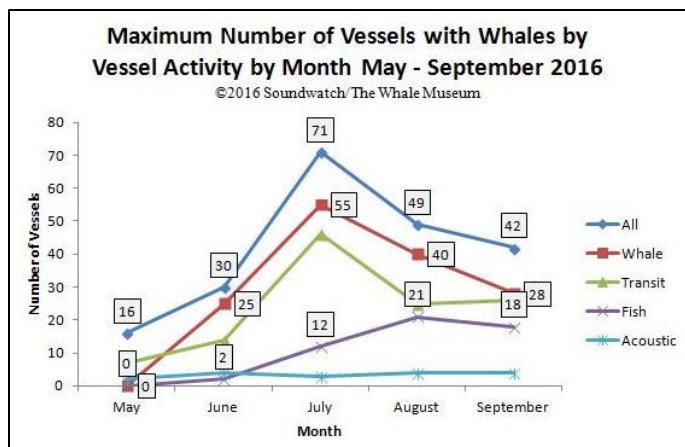 Maximum Number of Vessels with Whales by
Vessel Activity by Month May - September 2016
©2016 Soundwatch/The Whale Museum
Number of Vessels
80
70
60
50
40
30
20
10
0
16
30
71
49
42
0
25
55
40
28
0
2
12
21
18
May
June
July
August
September
Month
All
Whale
Transit
Fish
Acoustic